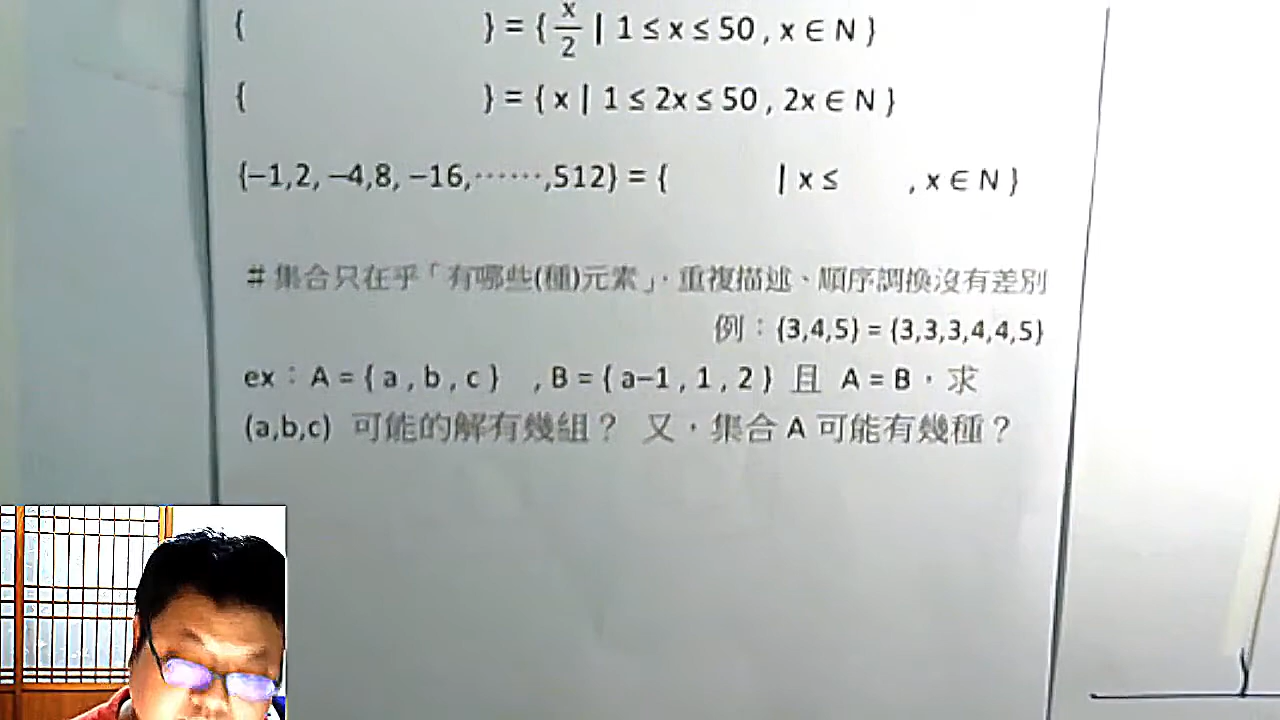 { } = { x/2 | 1 ≤ x ≤ 50 , x ∈ N }
{ } = { x | 1 ≤ 2x ≤ 50 , 2x ∈ N }
{−1,2, −4,8, −16,⋯⋯,512} = { | x ≤ , x ∈ N }
# 集合只在乎「有哪些(種)元素」,重複描述、順序調換沒有差別
例：{3,4,5} = {3,3,3,4,4,5}
ex：A = { a , b , c } , B = { a−1 , 1 , 2 } 且 A = B，求
(a,b,c) 可能的解有幾組？ 又，集合 A 可能有幾種？